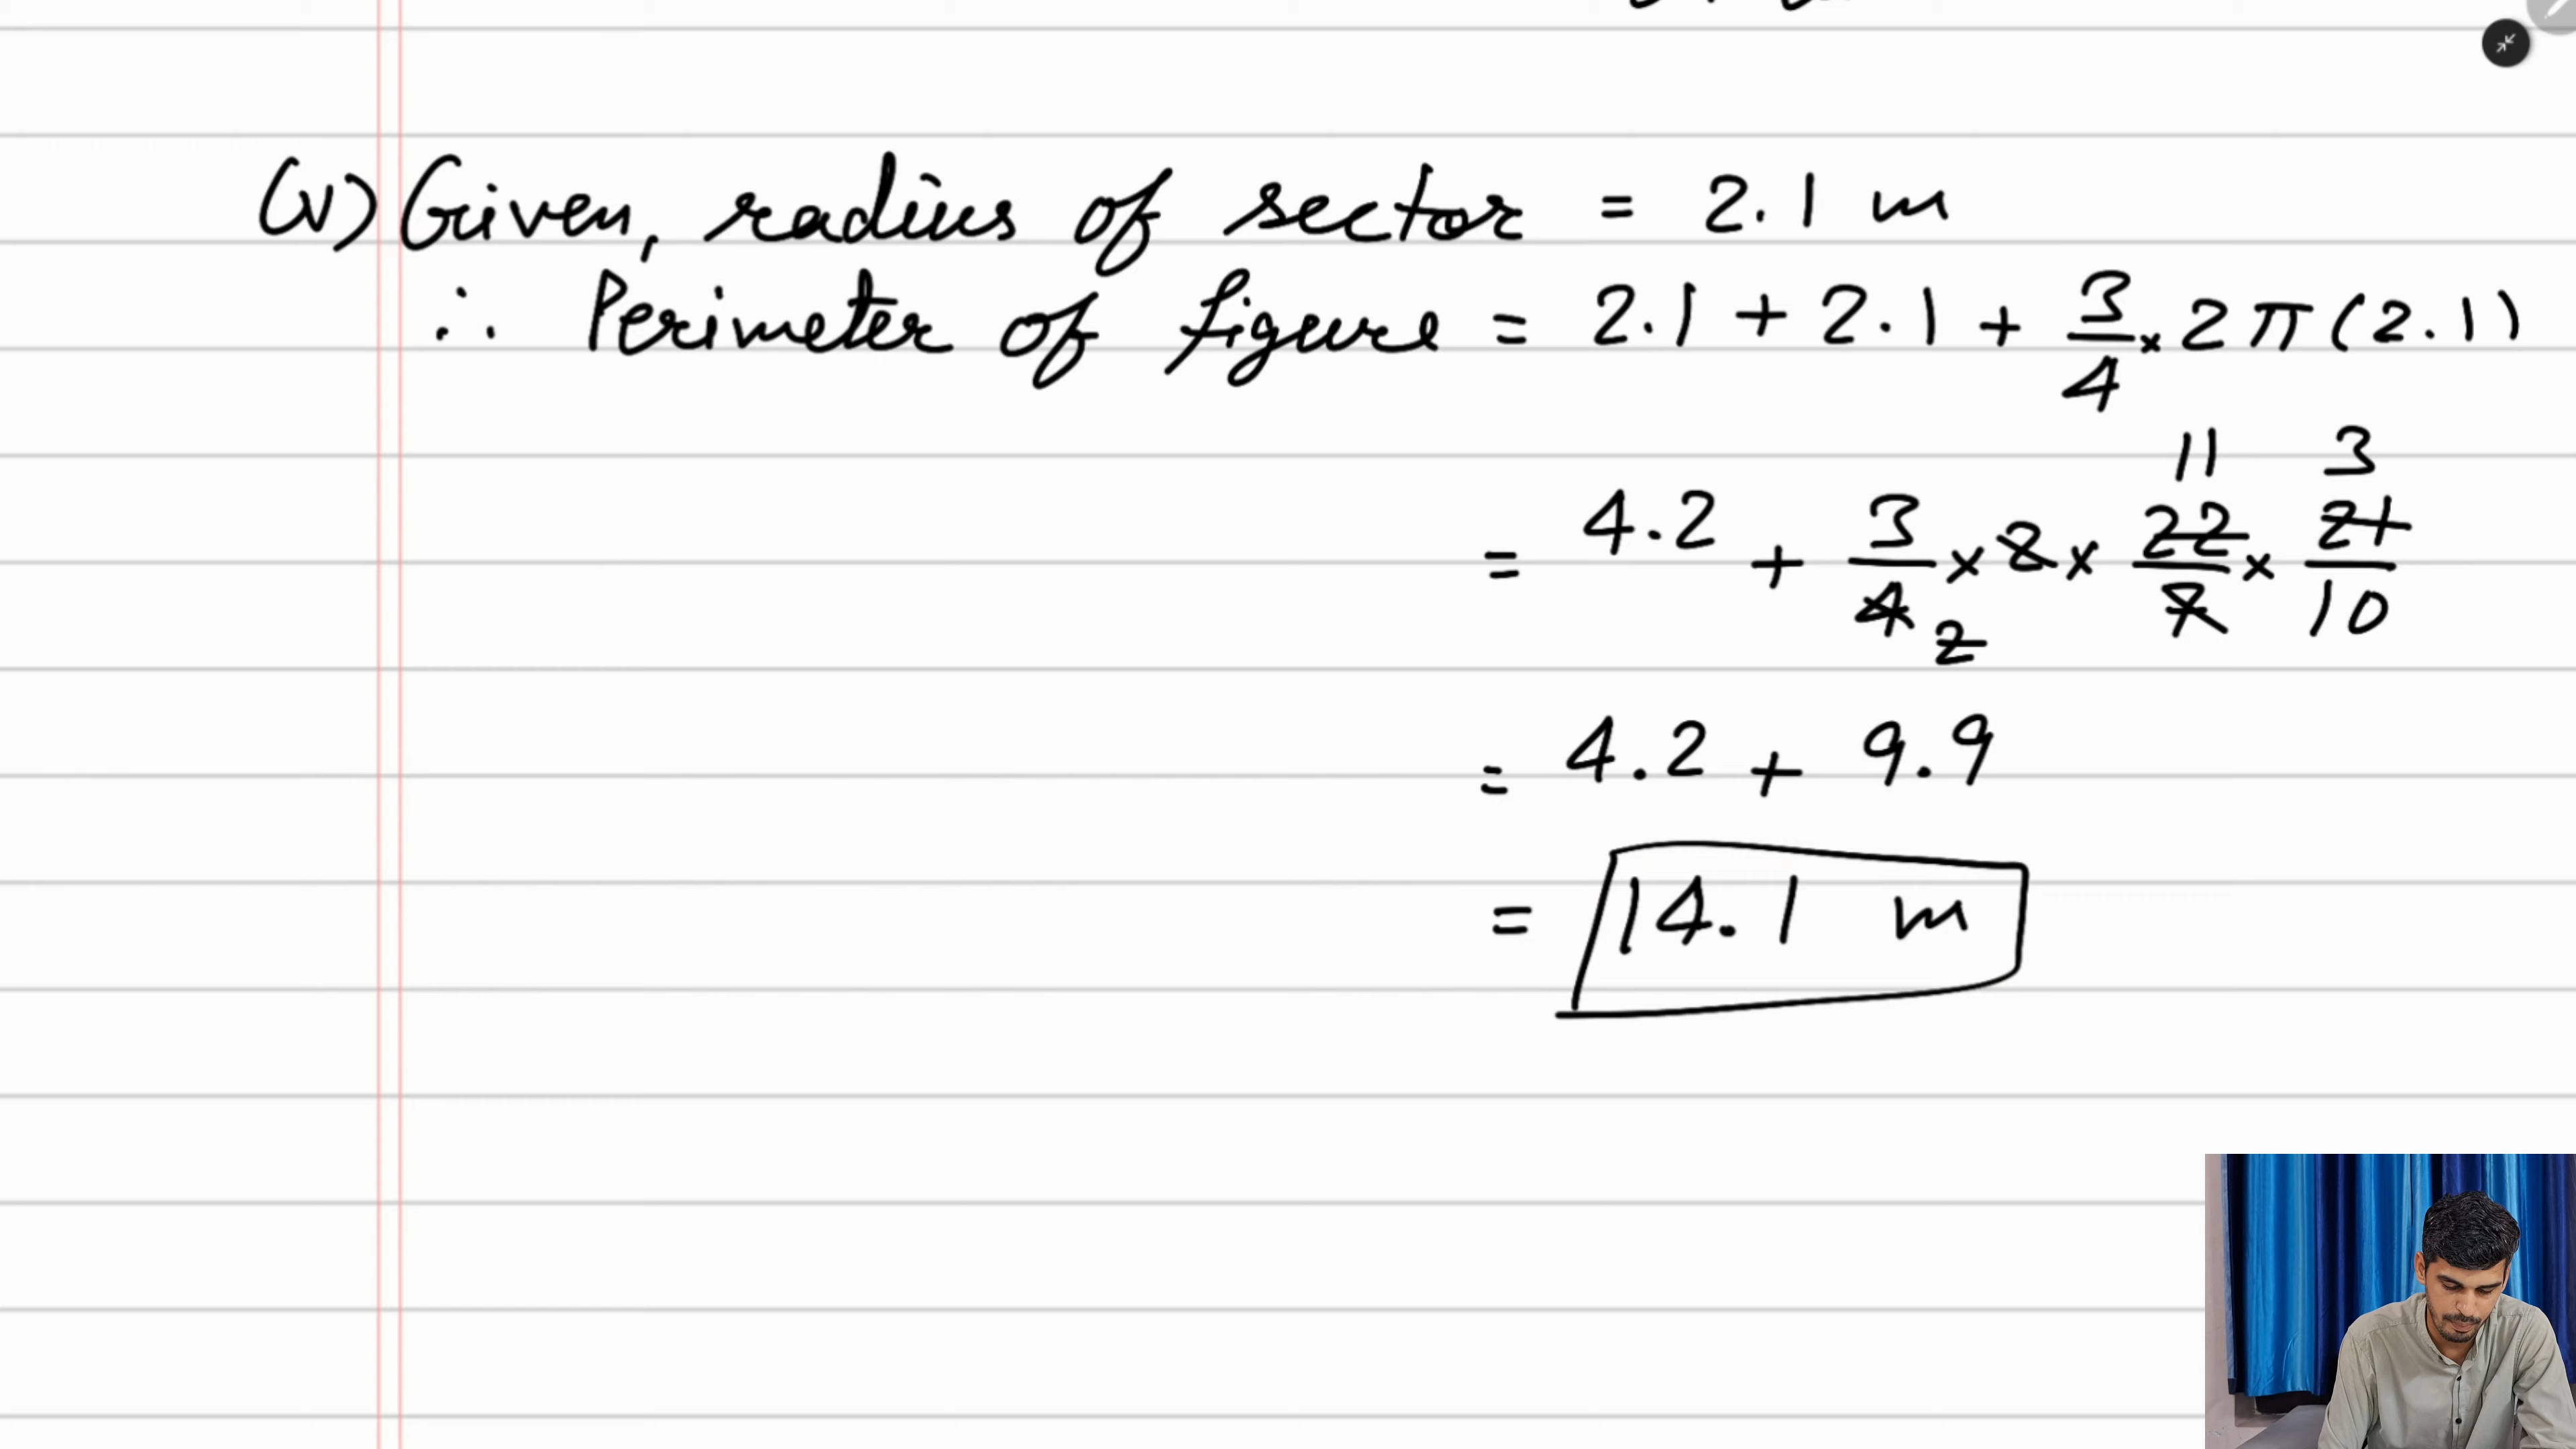 (v) Given, radius of sector = 2.1 m
∴ Perimeter of figure = 2.1 + 2.1 + 3/4 × 2π(2.1)
11 3
= 4.2 + 3/4 × 2 × 22/7 × 21/10
2
= 4.2 + 9.9
= 14.1 m